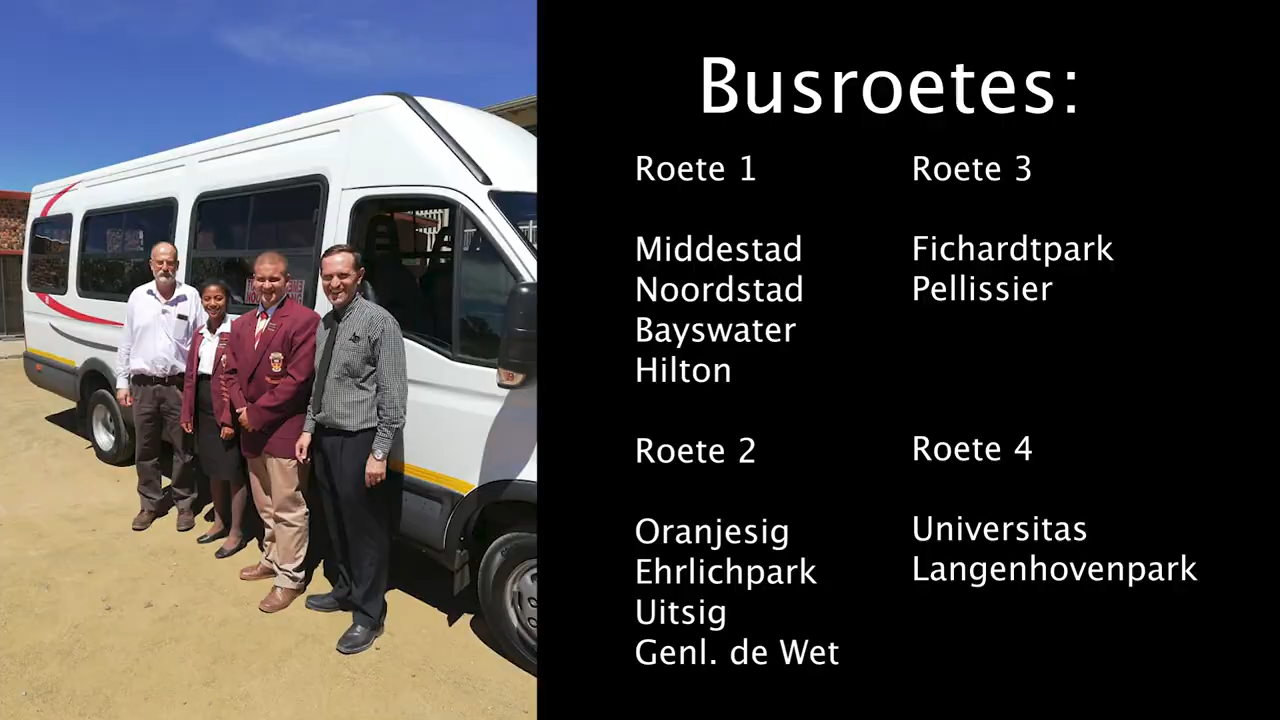 Busroetes:
Roete 1
Middestad
Noordstad
Bayswater
Hilton
Roete 2
Oranjesig
Ehrlichpark
Uitsig
Genl. de Wet
Roete 3
Fichardtpark
Pellissier
Roete 4
Universitas
Langenhovenpark